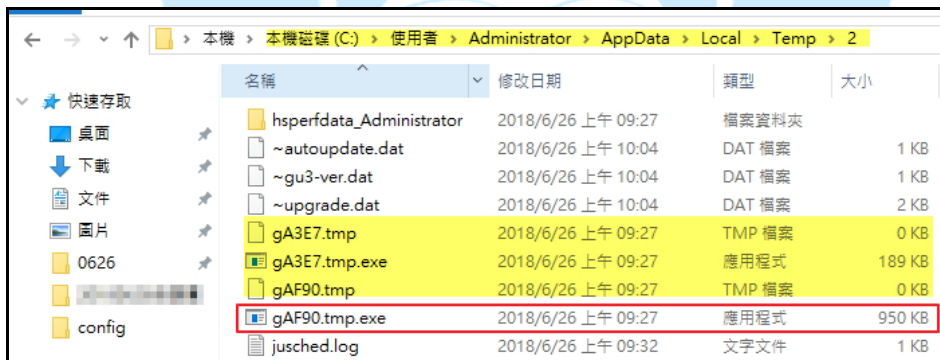 本機 › 本機磁碟 (C:) › 使用者 › Administrator › AppData › Local › Temp › 2
名稱 修改日期 類型 大小
快速存取
桌面
下載
文件
圖片
0626
config
hsperfdata_Administrator 2018/6/26 上午 09:27 檔案資料夾
~autoupdate.dat 2018/6/26 上午 10:04 DAT 檔案 1 KB
~gu3-ver.dat 2018/6/26 上午 10:04 DAT 檔案 1 KB
~upgrade.dat 2018/6/26 上午 10:04 DAT 檔案 2 KB
gA3E7.tmp 2018/6/26 上午 09:27 TMP 檔案 0 KB
gA3E7.tmp.exe 2018/6/26 上午 09:27 應用程式 189 KB
gAF90.tmp 2018/6/26 上午 09:27 TMP 檔案 0 KB
gAF90.tmp.exe 2018/6/26 上午 09:27 應用程式 950 KB
jusched.log 2018/6/26 上午 09:32 文字文件 1 KB